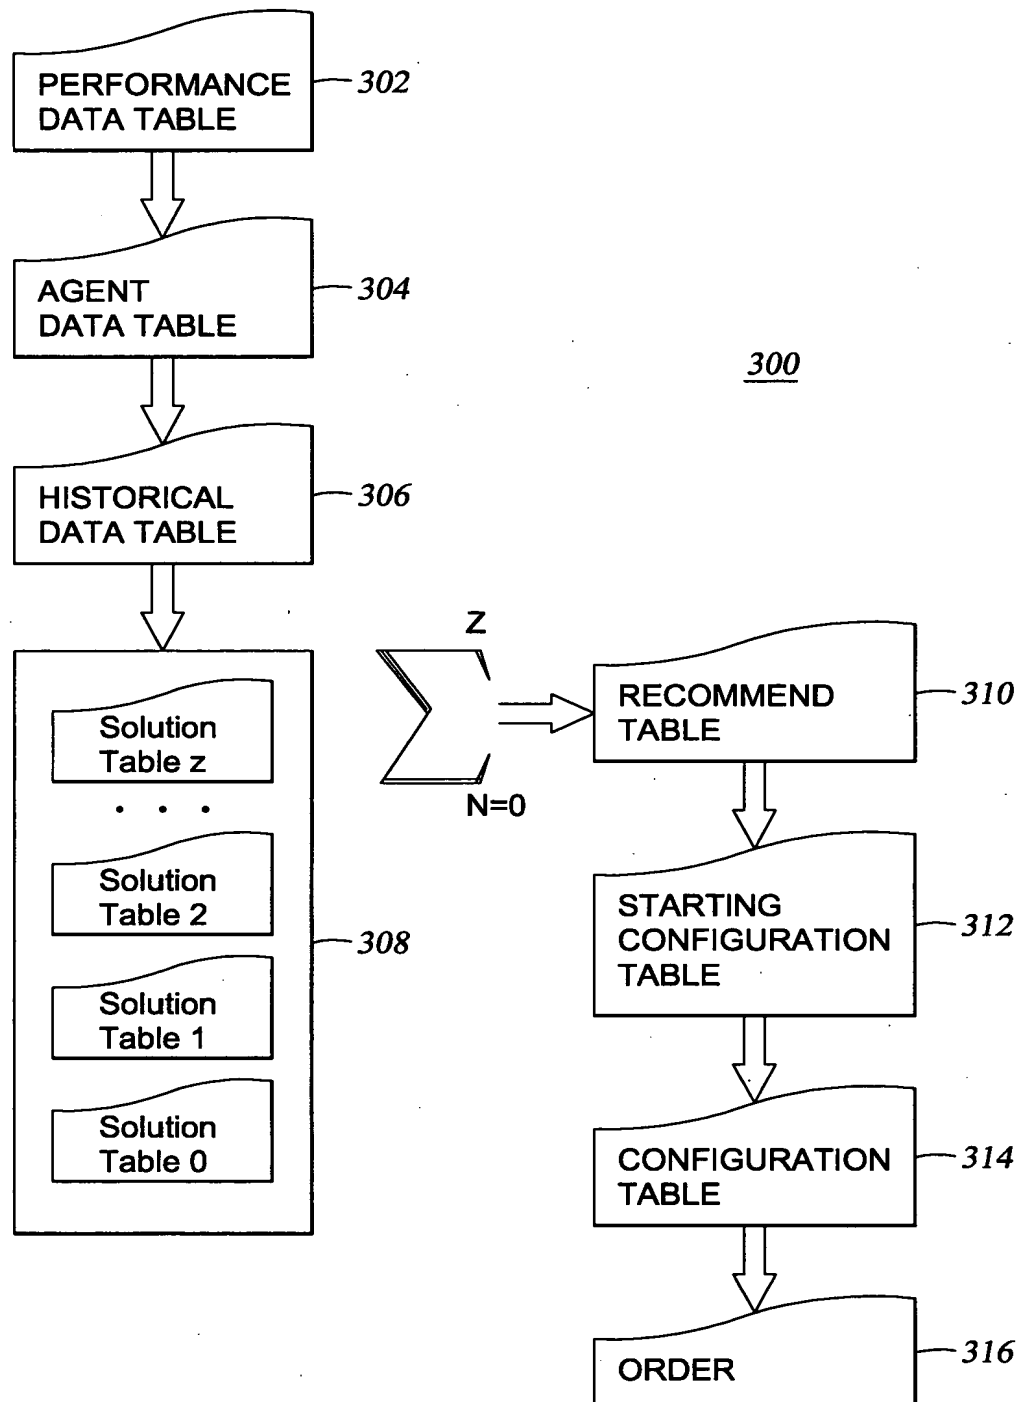 PERFORMANCE
DATA TABLE
302
AGENT
DATA TABLE
304
300
HISTORICAL
DATA TABLE
306
Solution
Table z
. . .
Solution
Table 2
Solution
Table 1
Solution
Table 0
308
Z
Σ
N=0
RECOMMEND
TABLE
310
STARTING
CONFIGURATION
TABLE
312
CONFIGURATION
TABLE
314
ORDER
316